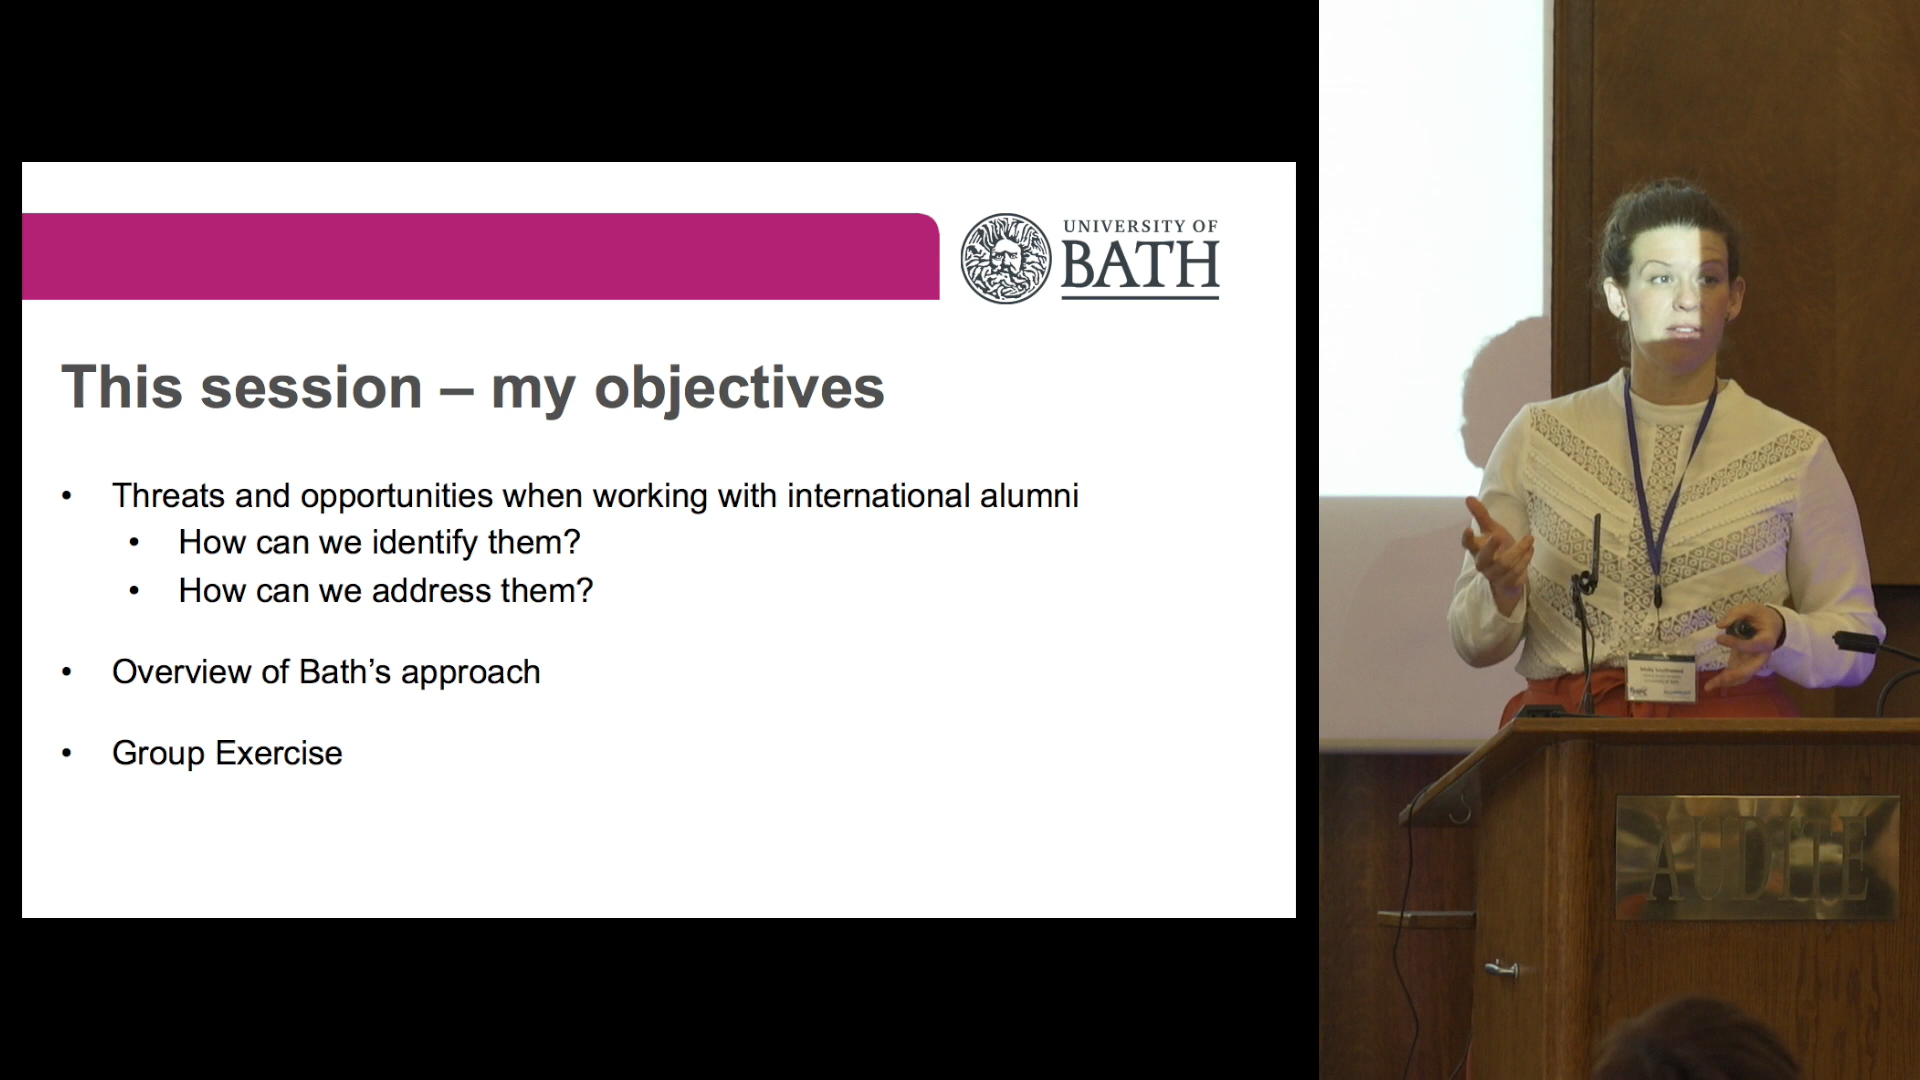 UNIVERSITY OF
BATH
This session – my objectives
• Threats and opportunities when working with international alumni
• How can we identify them?
• How can we address them?
• Overview of Bath’s approach
• Group Exercise
AUDITE